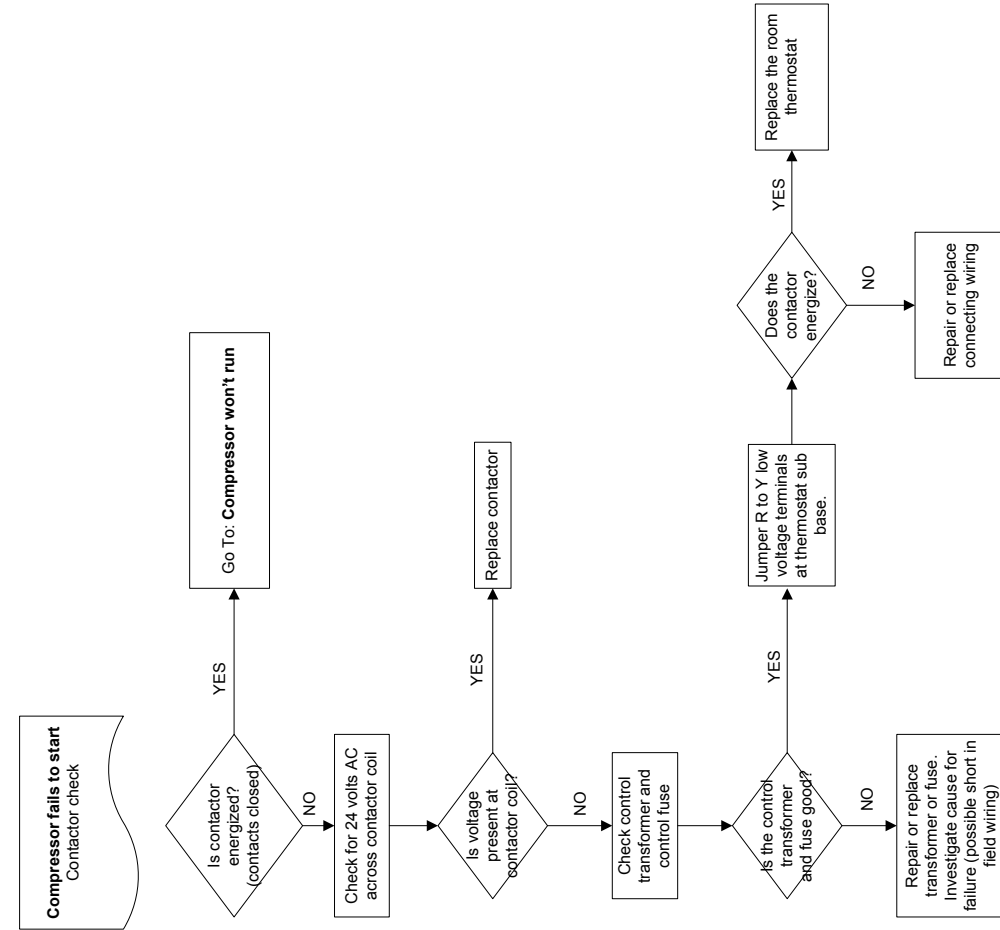 Compressor fails to start
Contactor check
Is contactor
energized?
(contacts closed)
YES
Go To: Compressor won't run
NO
Check for 24 volts AC
across contactor coil
Is voltage
present at
contactor coil?
YES
Replace contactor
NO
Check control
transformer and
control fuse
Is the control
transformer
and fuse good?
YES
Jumper R to Y low
voltage terminals
at thermostat sub
base.
Does the
contactor
energize?
YES
Replace the room
thermostat
NO
Repair or replace
connecting wiring
NO
Repair or replace
transformer or fuse.
Investigate cause for
failure (possible short in
field wiring)